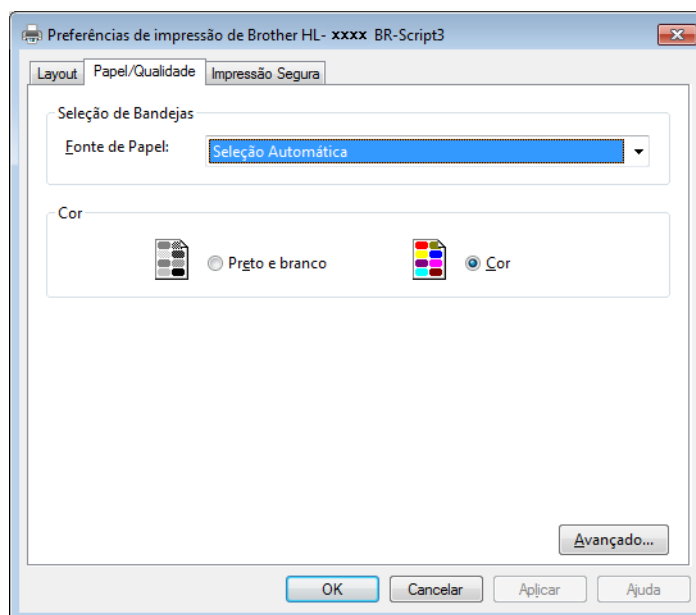 Preferências de impressão de Brother HL- xxxx BR-Script3
Layout Papel/Qualidade Impressão Segura
Seleção de Bandejas
Fonte de Papel: Seleção Automática
Cor
Preto e branco Cor
Avançado...
OK Cancelar Aplicar Ajuda